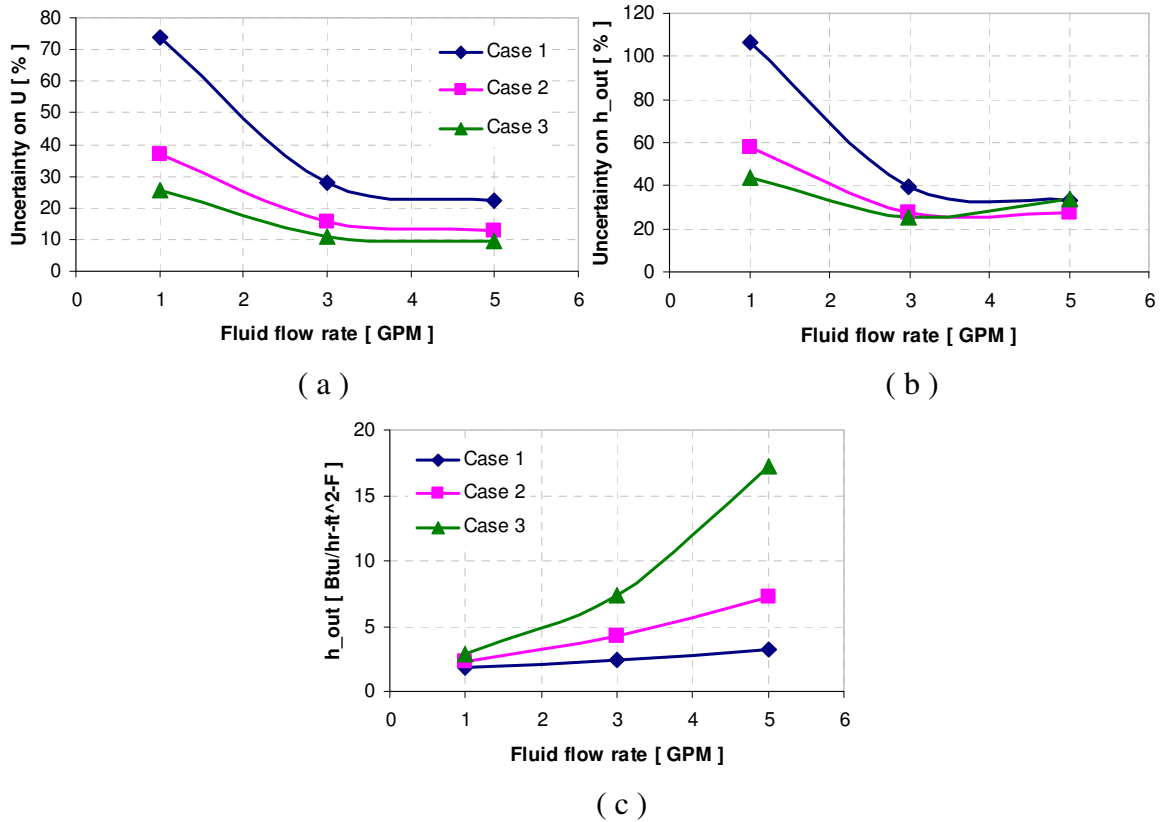 Uncertainty on U [ % ]
80
70
60
50
40
30
20
10
0
0 1 2 3 4 5 6
Fluid flow rate [ GPM ]
Case 1
Case 2
Case 3
( a )
Uncertainty on h_out [ % ]
120
100
80
60
40
20
0
0 1 2 3 4 5 6
Fluid flow rate [ GPM ]
( b )
h_out [ Btu/hr-ft^2-F ]
20
15
10
5
0
0 1 2 3 4 5 6
Fluid flow rate [ GPM ]
Case 1
Case 2
Case 3
( c )